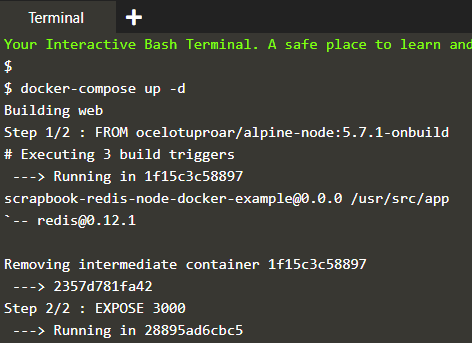 Terminal
Your Interactive Bash Terminal. A safe place to learn and
$
$ docker-compose up -d
Building web
Step 1/2 : FROM ocelotuproar/alpine-node:5.7.1-onbuild
# Executing 3 build triggers
 ---> Running in 1f15c3c58897
scrapbook-redis-node-docker-example@0.0.0 /usr/src/app
`-- redis@0.12.1

Removing intermediate container 1f15c3c58897
 ---> 2357d781fa42
Step 2/2 : EXPOSE 3000
 ---> Running in 28895ad6cbc5